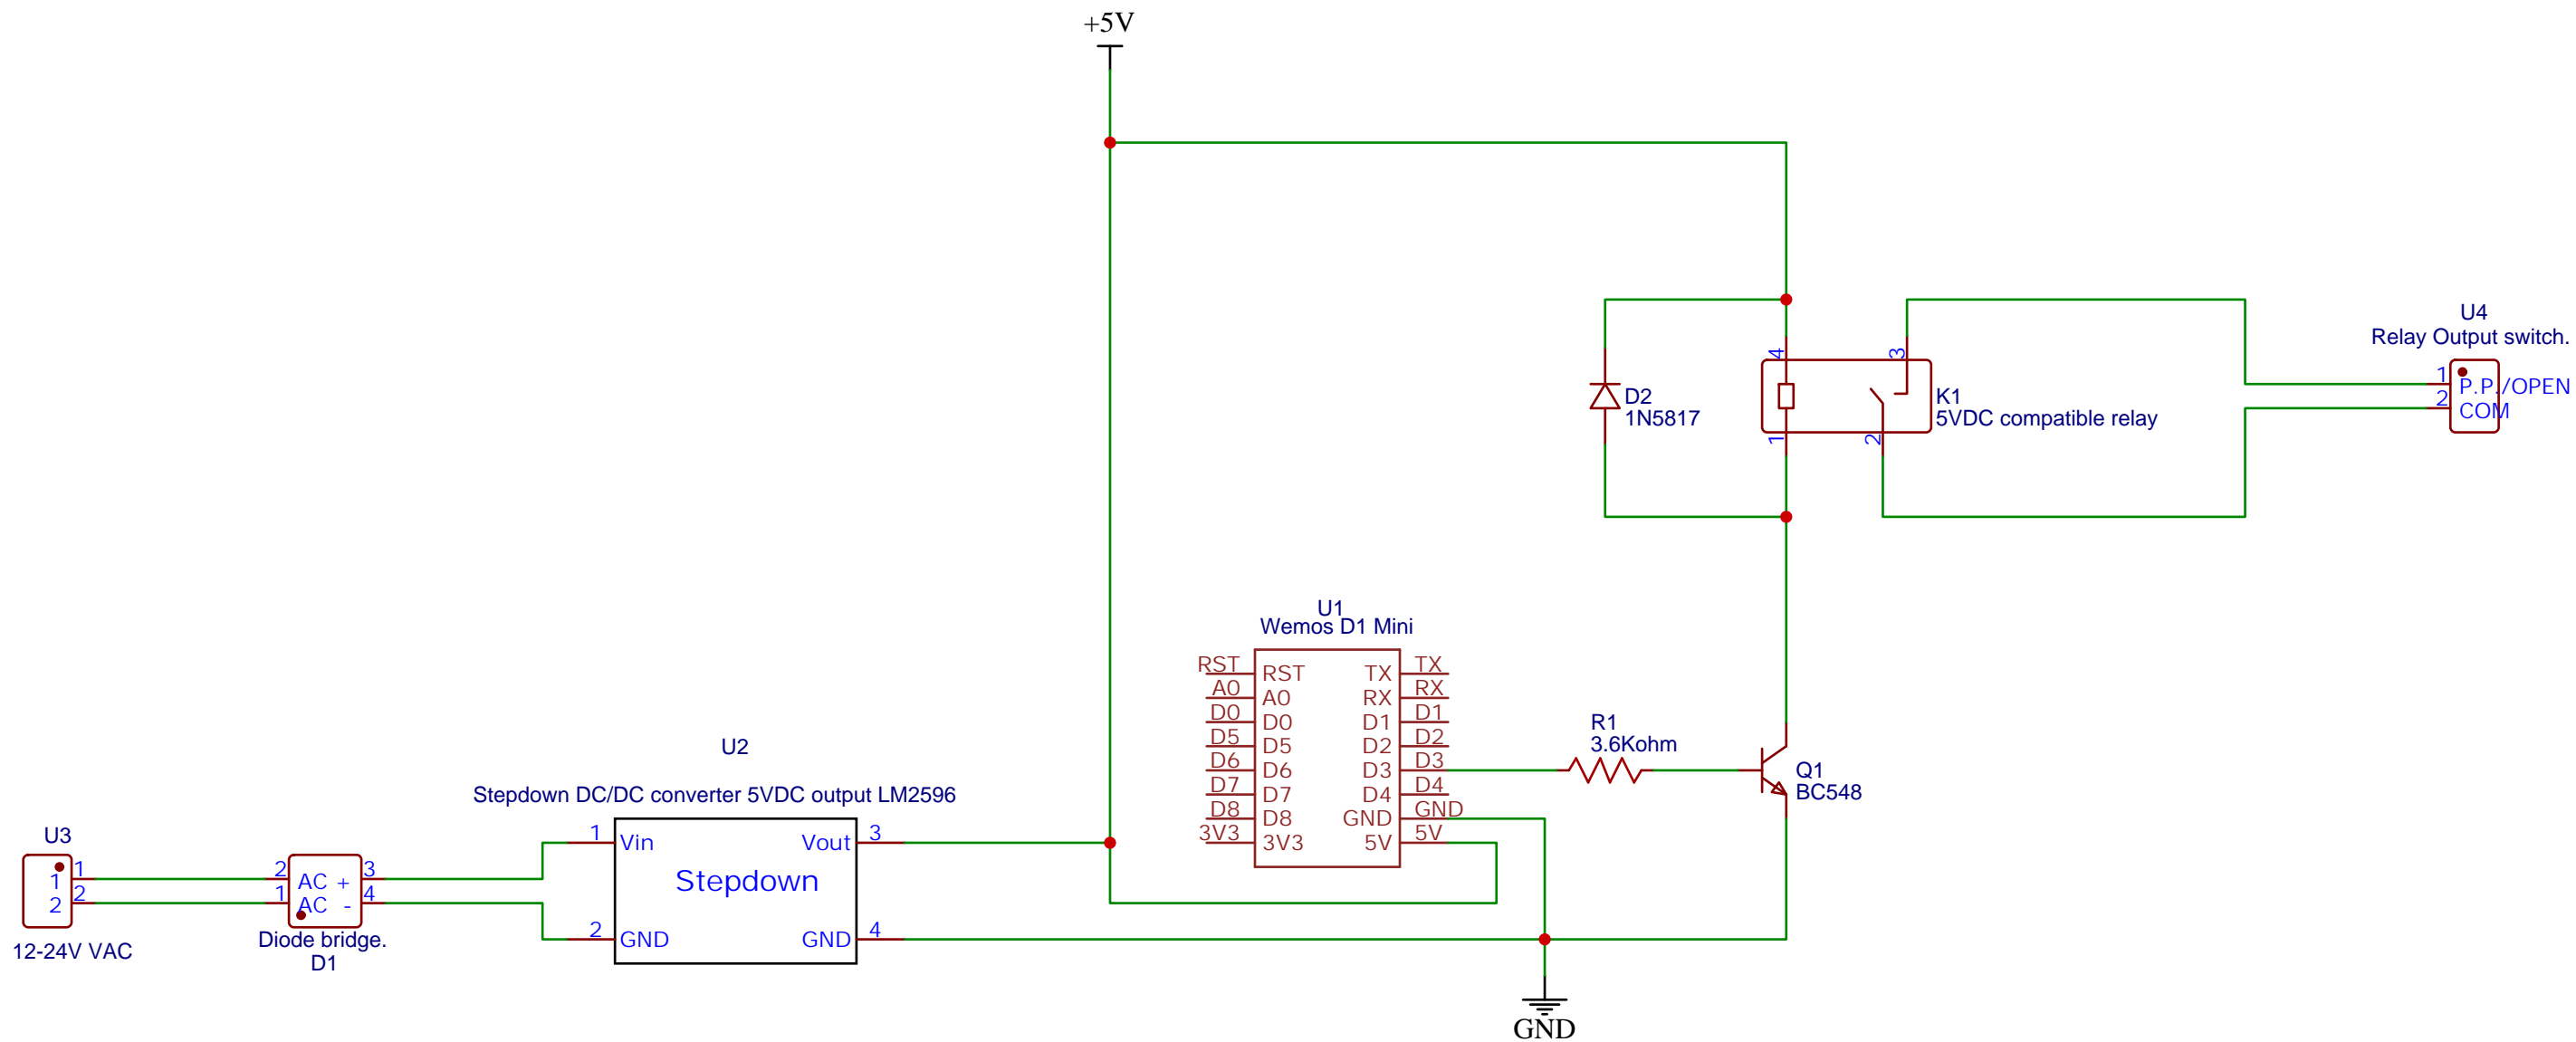 +5V
U4
Relay Output switch.
1
P.P./OPEN
2
COM
4
3
D2
1N5817
K1
5VDC compatible relay
1
2
U1
Wemos D1 Mini
RST
RST
TX
TX
A0
A0
RX
RX
D0
D0
D1
D1
D5
D5
D2
D2
D6
D6
D3
D3
D7
D7
D4
D4
D8
D8
GND
GND
3V3
3V3
5V
5V
R1
3.6Kohm
Q1
BC548
U2
Stepdown DC/DC converter 5VDC output LM2596
1
Vin
Vout
3
Stepdown
2
GND
GND
4
U3
1
1
2
2
12-24V VAC
2
AC +
3
1
AC -
4
Diode bridge.
D1
GND